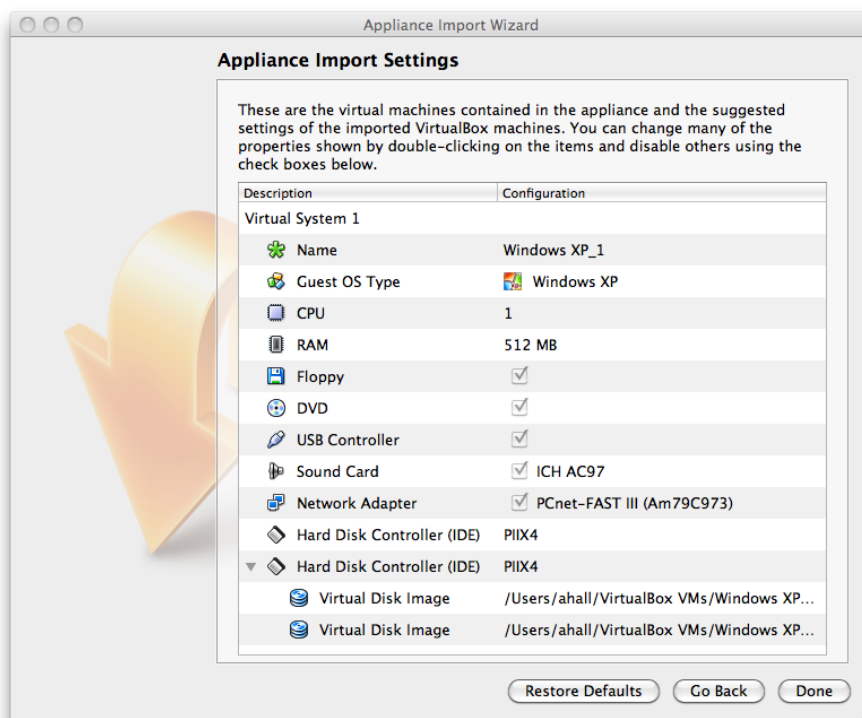 Appliance Import Wizard
Appliance Import Settings
These are the virtual machines contained in the appliance and the suggested
settings of the imported VirtualBox machines. You can change many of the
properties shown by double-clicking on the items and disable others using the
check boxes below.
Description Configuration
Virtual System 1
Name Windows XP_1
Guest OS Type Windows XP
CPU 1
RAM 512 MB
Floppy
DVD
USB Controller
Sound Card ICH AC97
Network Adapter PCnet-FAST III (Am79C973)
Hard Disk Controller (IDE) PIIX4
Hard Disk Controller (IDE) PIIX4
Virtual Disk Image /Users/ahall/VirtualBox VMs/Windows XP...
Virtual Disk Image /Users/ahall/VirtualBox VMs/Windows XP...
Restore Defaults Go Back Done